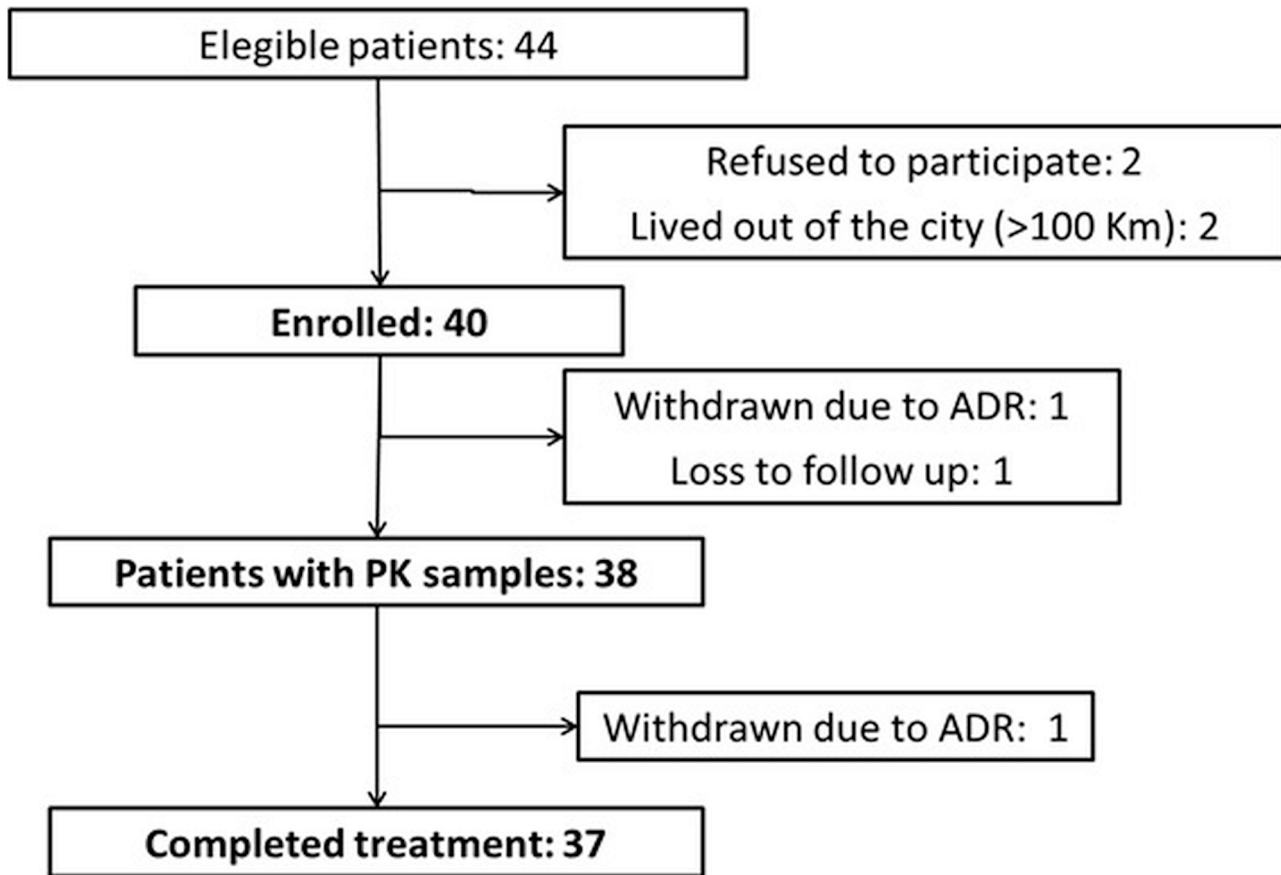 Elegible patients: 44
Refused to participate: 2
Lived out of the city (>100 Km): 2
Enrolled: 40
Withdrawn due to ADR: 1
Loss to follow up: 1
Patients with PK samples: 38
Withdrawn due to ADR:  1
Completed treatment: 37